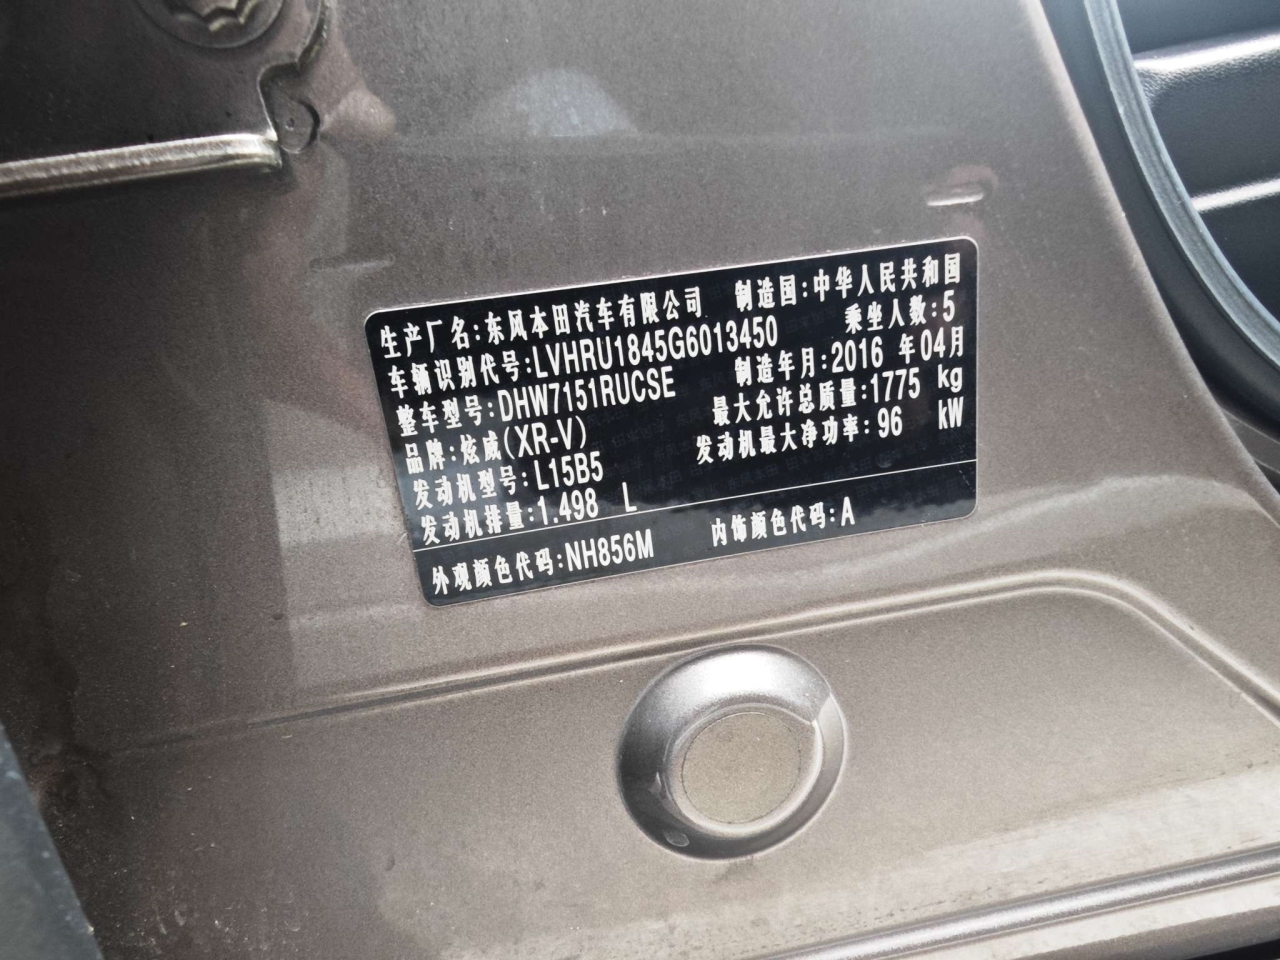 生产厂名:东风本田汽车有限公司 制造国:中华人民共和国
车辆识别代号:LVHRU1845G6013450 乘坐人数:5
整车型号:DHW7151RUCSE 制造年月:2016 年04月
品牌:炫威(XR-V) 最大允许总质量:1775 kg
发动机型号:L15B5 发动机最大净功率:96 kW
发动机排量:1.498 L
外观颜色代码:NH856M 内饰颜色代码:A